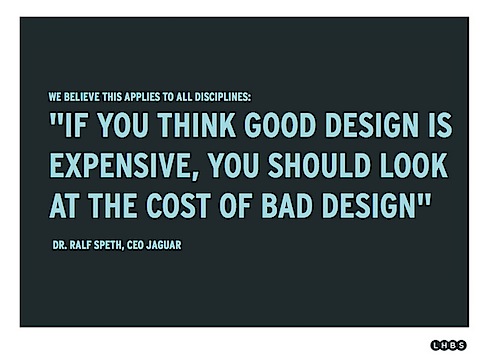 WE BELIEVE THIS APPLIES TO ALL DISCIPLINES:
"IF YOU THINK GOOD DESIGN IS
EXPENSIVE, YOU SHOULD LOOK
AT THE COST OF BAD DESIGN"
DR. RALF SPETH, CEO JAGUAR
LHBS